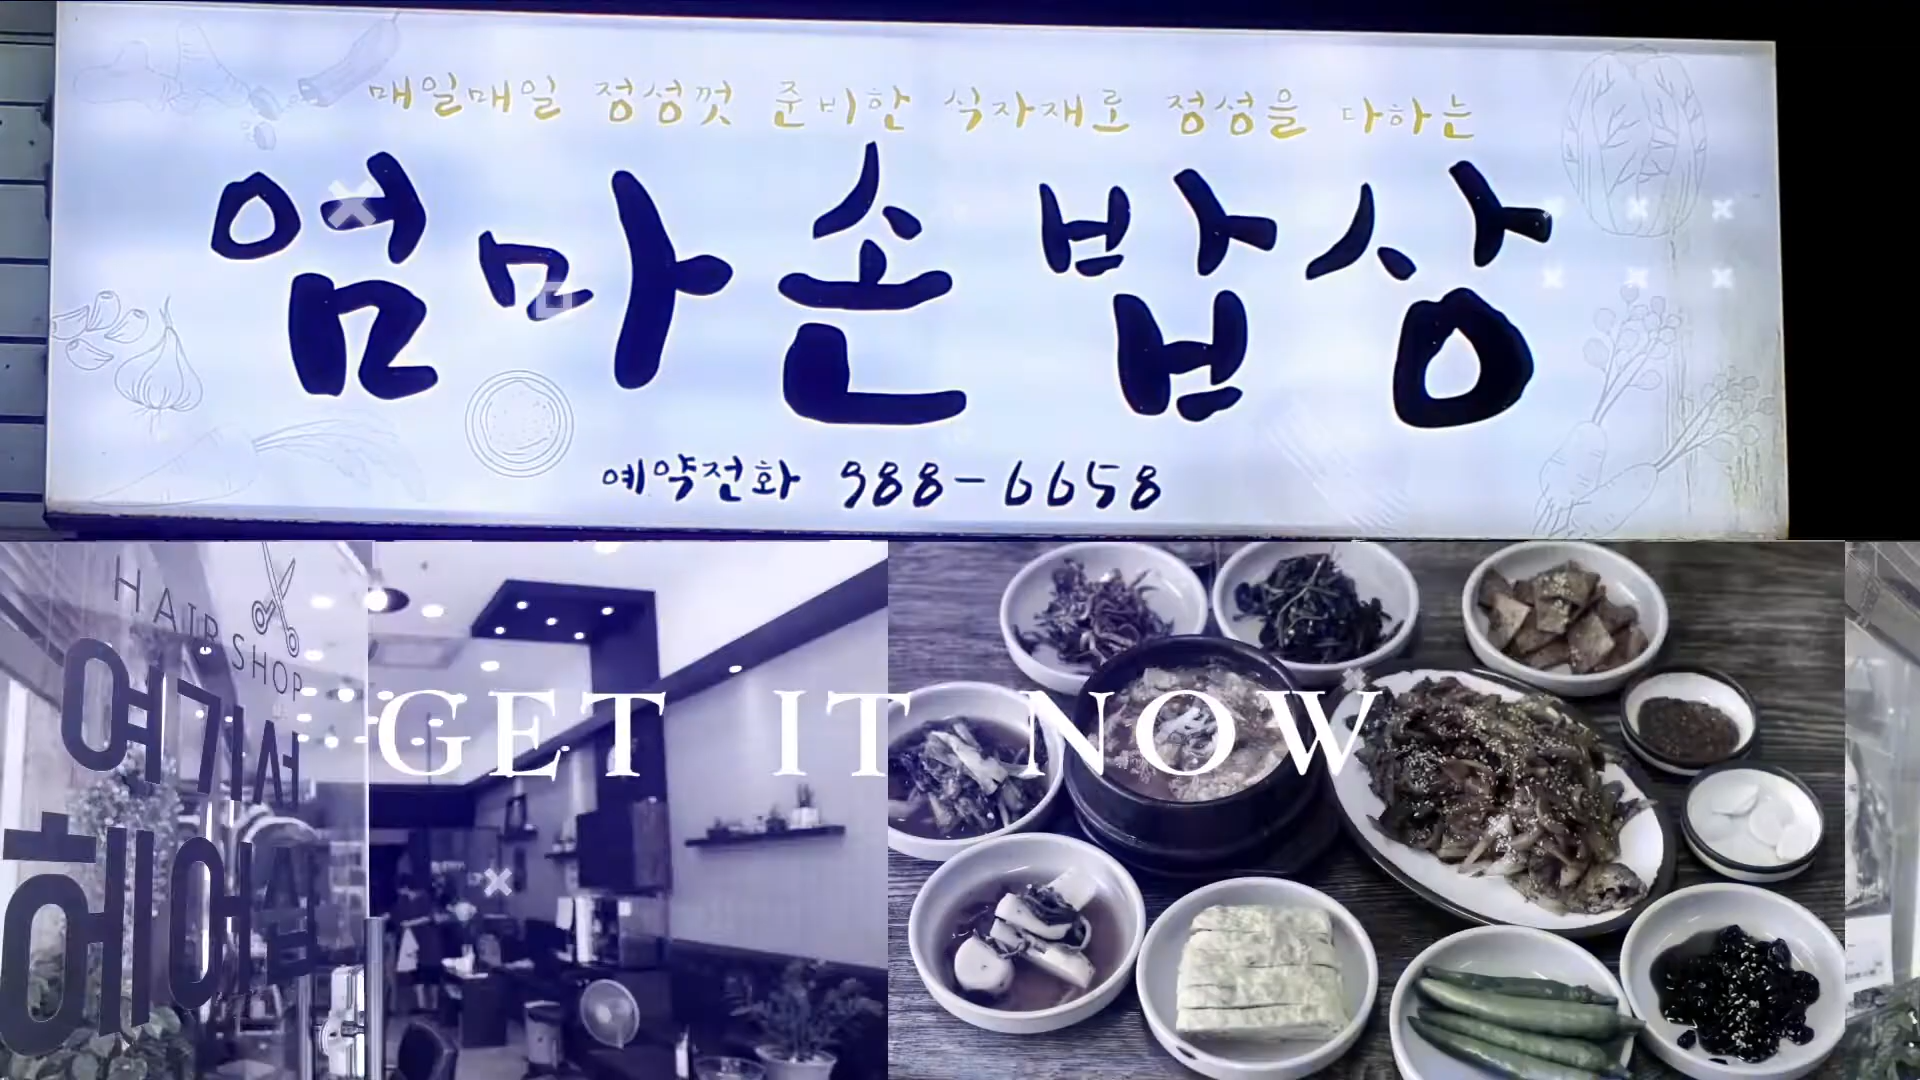 매일매일 정성껏 준비한 식자재로 정성을 다하는
엄마손 밥상
예약전화 988-6658
HAIR SHOP
여기서
헤어숍
GET IT NOW